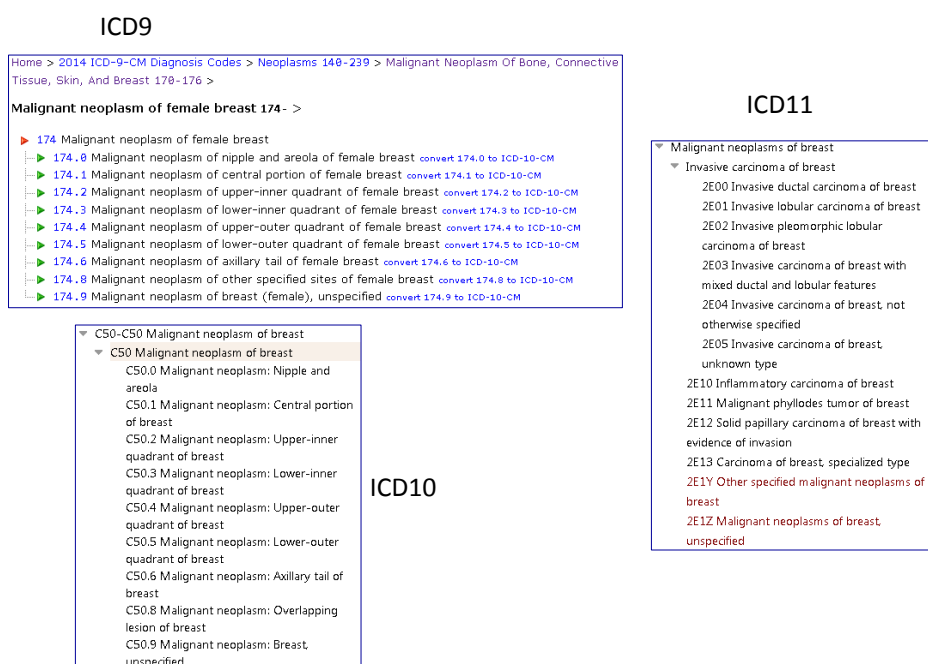 ICD9
Home > 2014 ICD-9-CM Diagnosis Codes > Neoplasms 140-239 > Malignant Neoplasm Of Bone, Connective
Tissue, Skin, And Breast 170-176 >
Malignant neoplasm of female breast 174- >
174 Malignant neoplasm of female breast
174.0 Malignant neoplasm of nipple and areola of female breast convert 174.0 to ICD-10-CM
174.1 Malignant neoplasm of central portion of female breast convert 174.1 to ICD-10-CM
174.2 Malignant neoplasm of upper-inner quadrant of female breast convert 174.2 to ICD-10-CM
174.3 Malignant neoplasm of lower-inner quadrant of female breast convert 174.3 to ICD-10-CM
174.4 Malignant neoplasm of upper-outer quadrant of female breast convert 174.4 to ICD-10-CM
174.5 Malignant neoplasm of lower-outer quadrant of female breast convert 174.5 to ICD-10-CM
174.6 Malignant neoplasm of axillary tail of female breast convert 174.6 to ICD-10-CM
174.8 Malignant neoplasm of other specified sites of female breast convert 174.8 to ICD-10-CM
174.9 Malignant neoplasm of breast (female), unspecified convert 174.9 to ICD-10-CM
C50-C50 Malignant neoplasm of breast
C50 Malignant neoplasm of breast
C50.0 Malignant neoplasm: Nipple and
areola
C50.1 Malignant neoplasm: Central portion
of breast
C50.2 Malignant neoplasm: Upper-inner
quadrant of breast
C50.3 Malignant neoplasm: Lower-inner
quadrant of breast
C50.4 Malignant neoplasm: Upper-outer
quadrant of breast
C50.5 Malignant neoplasm: Lower-outer
quadrant of breast
C50.6 Malignant neoplasm: Axillary tail of
breast
C50.8 Malignant neoplasm: Overlapping
lesion of breast
C50.9 Malignant neoplasm: Breast,
unspecified
ICD10
ICD11
Malignant neoplasms of breast
Invasive carcinoma of breast
2E00 Invasive ductal carcinoma of breast
2E01 Invasive lobular carcinoma of breast
2E02 Invasive pleomorphic lobular
carcinoma of breast
2E03 Invasive carcinoma of breast with
mixed ductal and lobular features
2E04 Invasive carcinoma of breast, not
otherwise specified
2E05 Invasive carcinoma of breast,
unknown type
2E10 Inflammatory carcinoma of breast
2E11 Malignant phyllodes tumor of breast
2E12 Solid papillary carcinoma of breast with
evidence of invasion
2E13 Carcinoma of breast, specialized type
2E1Y Other specified malignant neoplasms of
breast
2E1Z Malignant neoplasms of breast,
unspecified